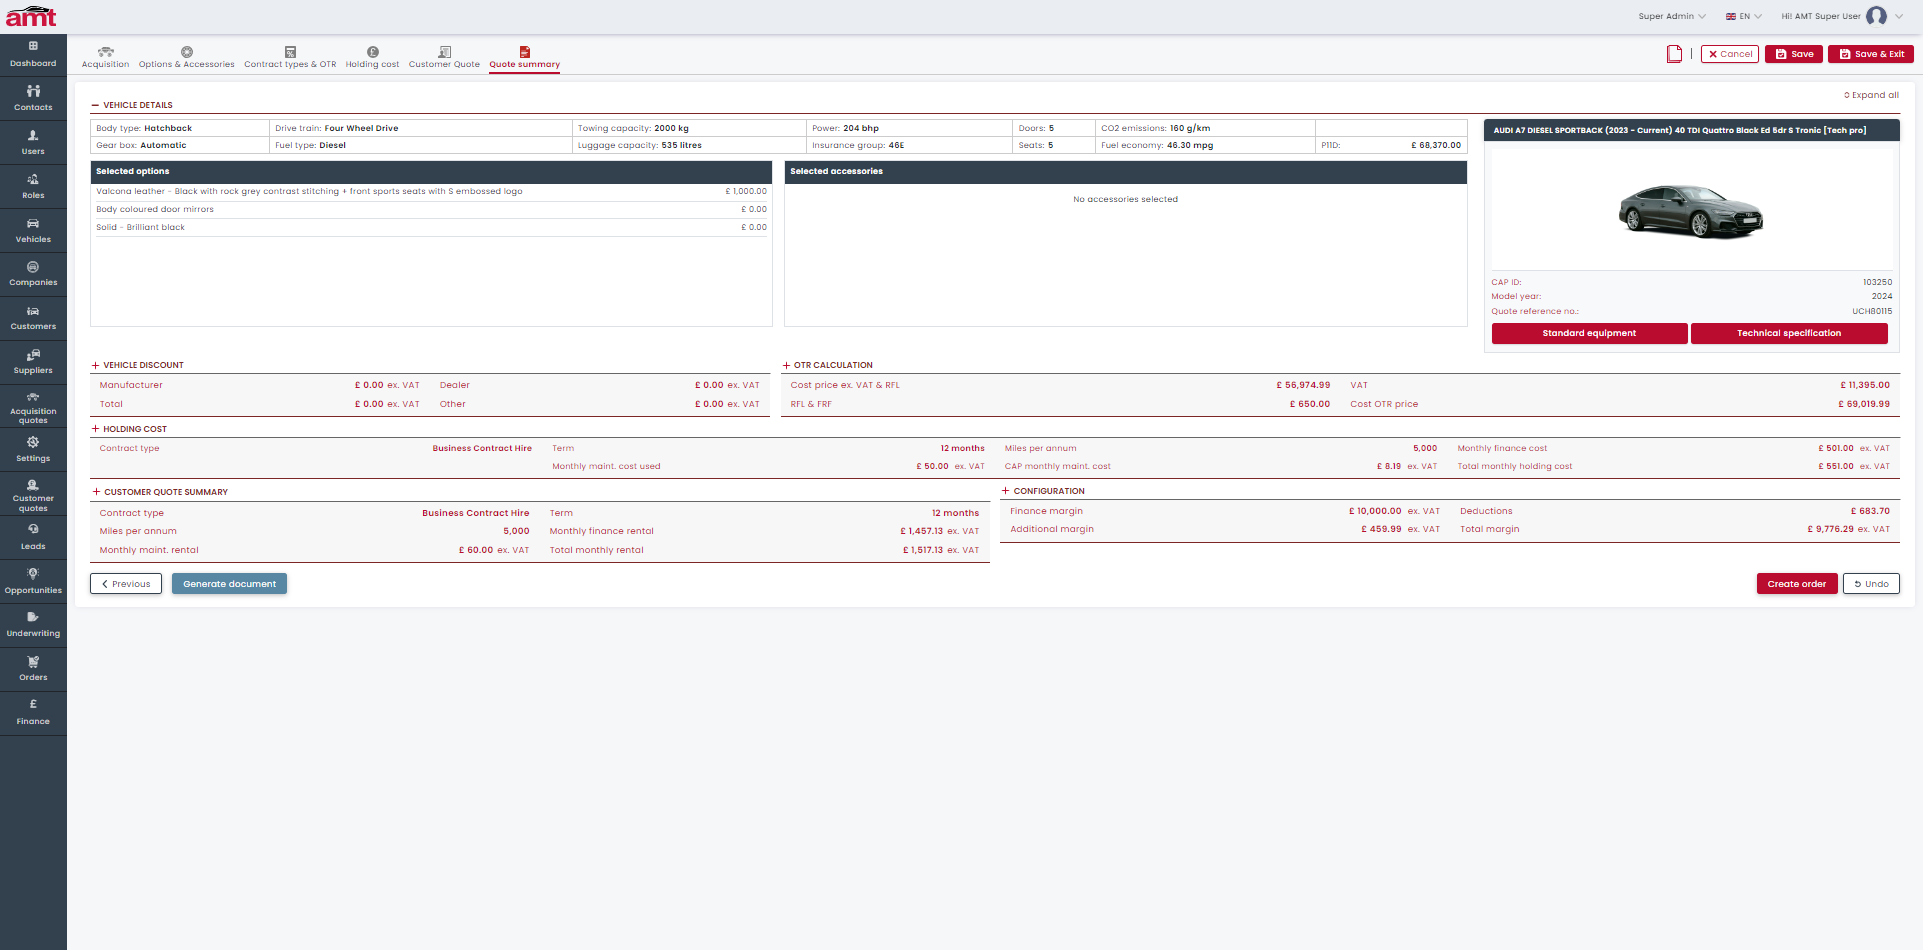 amt
Super Admin
EN
Hi! AMT Super User
Dashboard
Contacts
Users
Roles
Vehicles
Companies
Customers
Suppliers
Acquisition
quotes
Settings
Customer
quotes
Leads
Opportunities
Underwriting
Orders
Finance
Acquisition
Options & Accessories
Contract types & OTR
Holding cost
Customer Quote
Quote summary
Cancel
Save
Save & Exit
Expand all
VEHICLE DETAILS
Body type: Hatchback Drive train: Four Wheel Drive Towing capacity: 2000 kg Power: 204 bhp Doors: 5 CO2 emissions: 160 g/km
Gear box: Automatic Fuel type: Diesel Luggage capacity: 535 litres Insurance group: 46E Seats: 5 Fuel economy: 46.30 mpg P11D: £ 68,370.00
Selected options
Valcona leather - Black with rock grey contrast stitching + front sports seats with S embossed logo £ 1,000.00
Body coloured door mirrors £ 0.00
Solid - Brilliant black £ 0.00
Selected accessories
No accessories selected
AUDI A7 DIESEL SPORTBACK (2023 - Current) 40 TDI Quattro Black Ed 5dr S Tronic [Tech pro]
CAP ID: 103250
Model year: 2024
Quote reference no.: UCH80115
Standard equipment
Technical specification
VEHICLE DISCOUNT
Manufacturer £ 0.00 ex. VAT Dealer £ 0.00 ex. VAT
Total £ 0.00 ex. VAT Other £ 0.00 ex. VAT
OTR CALCULATION
Cost price ex. VAT & RFL £ 56,974.99 VAT £ 11,395.00
RFL & FRF £ 650.00 Cost OTR price £ 69,019.99
HOLDING COST
Contract type Business Contract Hire Term 12 months Miles per annum 5,000 Monthly finance cost £ 501.00 ex. VAT
Monthly maint. cost used £ 50.00 ex. VAT CAP monthly maint. cost £ 8.19 ex. VAT Total monthly holding cost £ 551.00 ex. VAT
CUSTOMER QUOTE SUMMARY
Contract type Business Contract Hire Term 12 months
Miles per annum 5,000 Monthly finance rental £ 1,457.13 ex. VAT
Monthly maint. rental £ 60.00 ex. VAT Total monthly rental £ 1,517.13 ex. VAT
CONFIGURATION
Finance margin £ 10,000.00 ex. VAT Deductions £ 683.70
Additional margin £ 459.99 ex. VAT Total margin £ 9,776.29 ex. VAT
Previous
Generate document
Create order
Undo